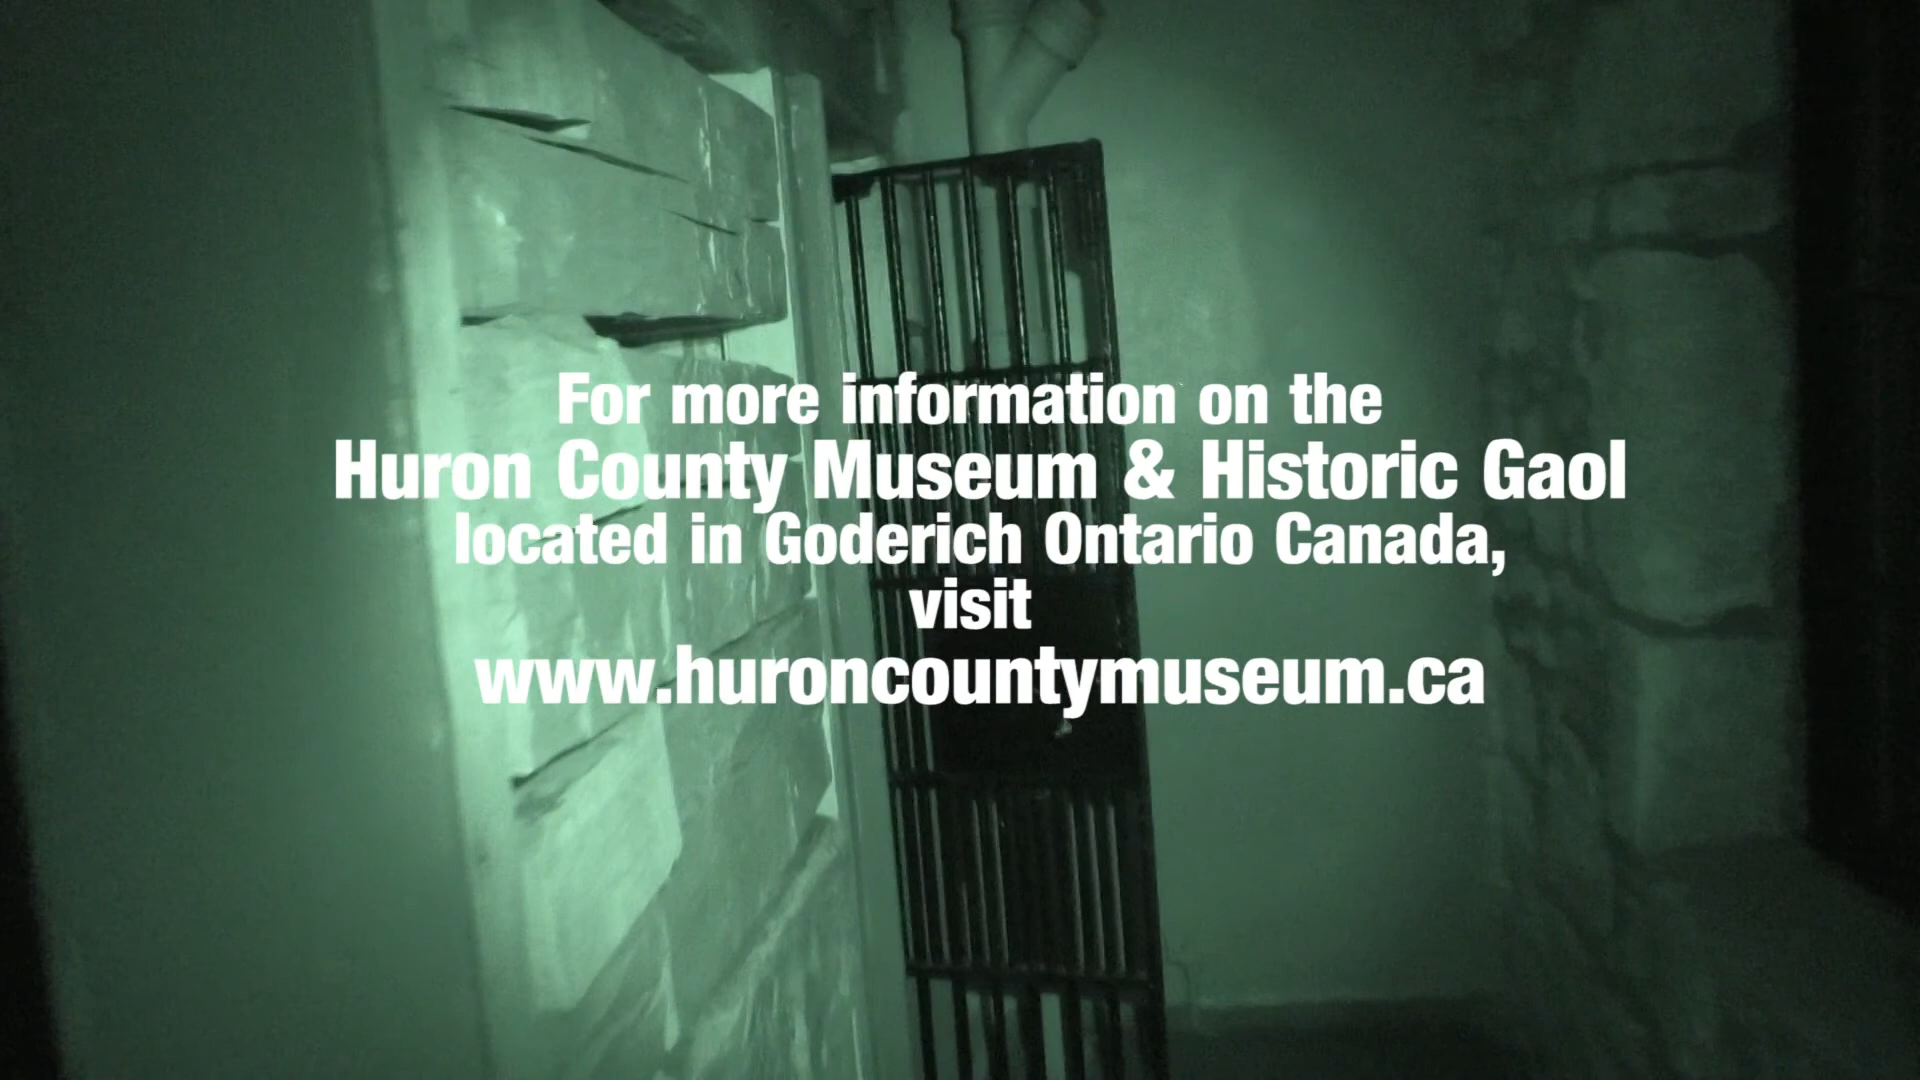 For more information on the
Huron County Museum & Historic Gaol
located in Goderich Ontario Canada,
visit
www.huroncountymuseum.ca